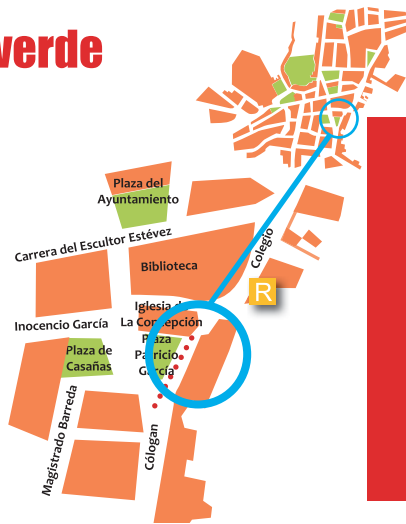 verde
Plaza del
Ayuntamiento
Carrera del Escultor Estévez
Colegio
Biblioteca
R
Iglesia de
La Concepción
Inocencio García
Plaza
Patricio
García
Plaza de
Casañas
Magistrado Barreda
Cólogan